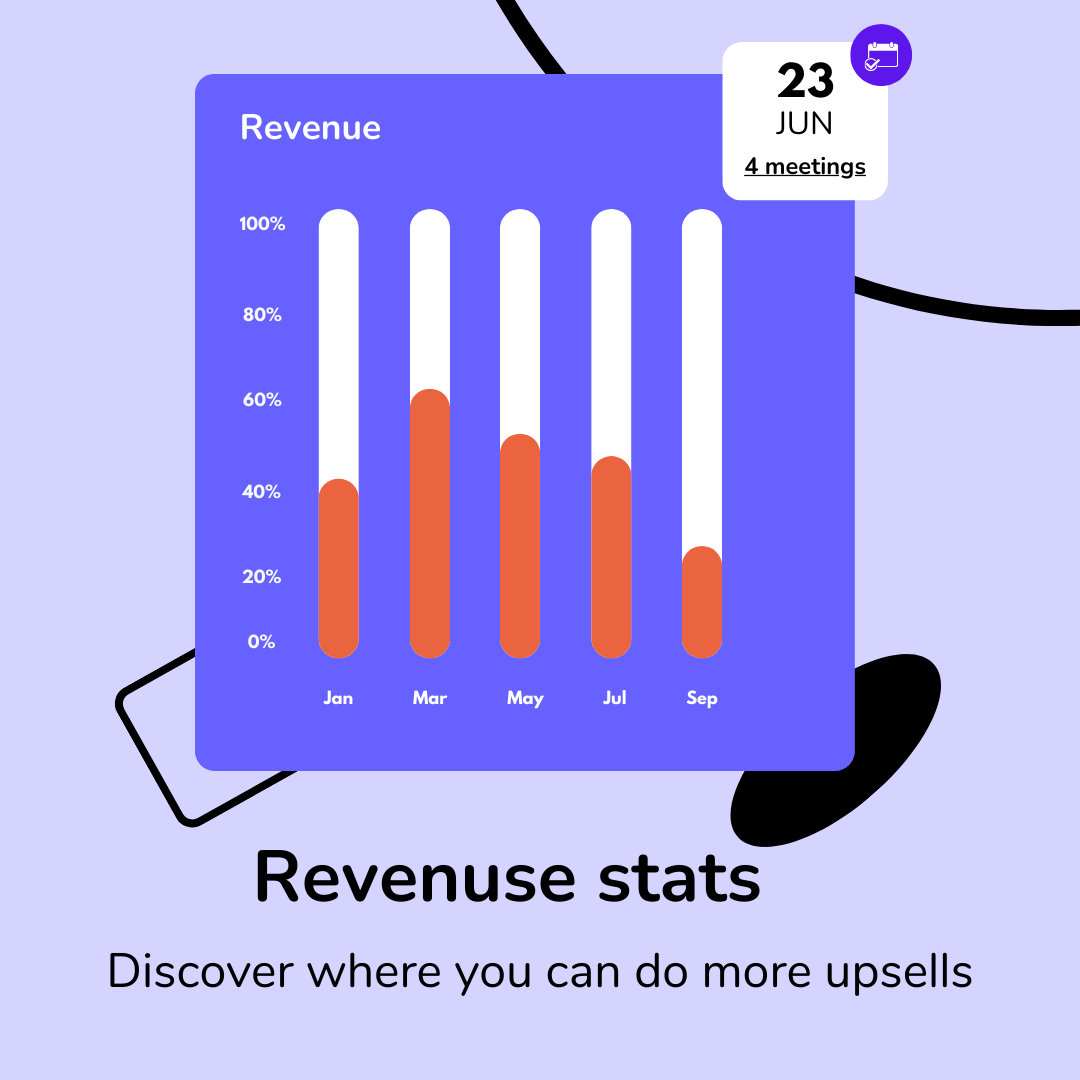 23
JUN
4 meetings
Revenue
100%
80%
60%
40%
20%
0%
Jan Mar May Jul Sep
Revenuse stats
Discover where you can do more upsells